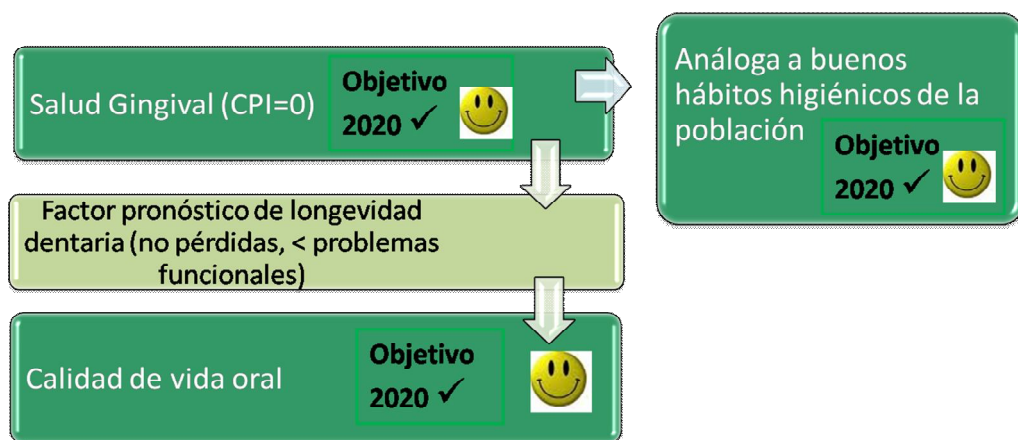 Salud Gingival (CPI=0)
Objetivo
2020 ✓
Análoga a buenos
hábitos higiénicos de la
población
Objetivo
2020 ✓
Factor pronóstico de longevidad
dentaria (no pérdidas, < problemas
funcionales)
Calidad de vida oral
Objetivo
2020 ✓